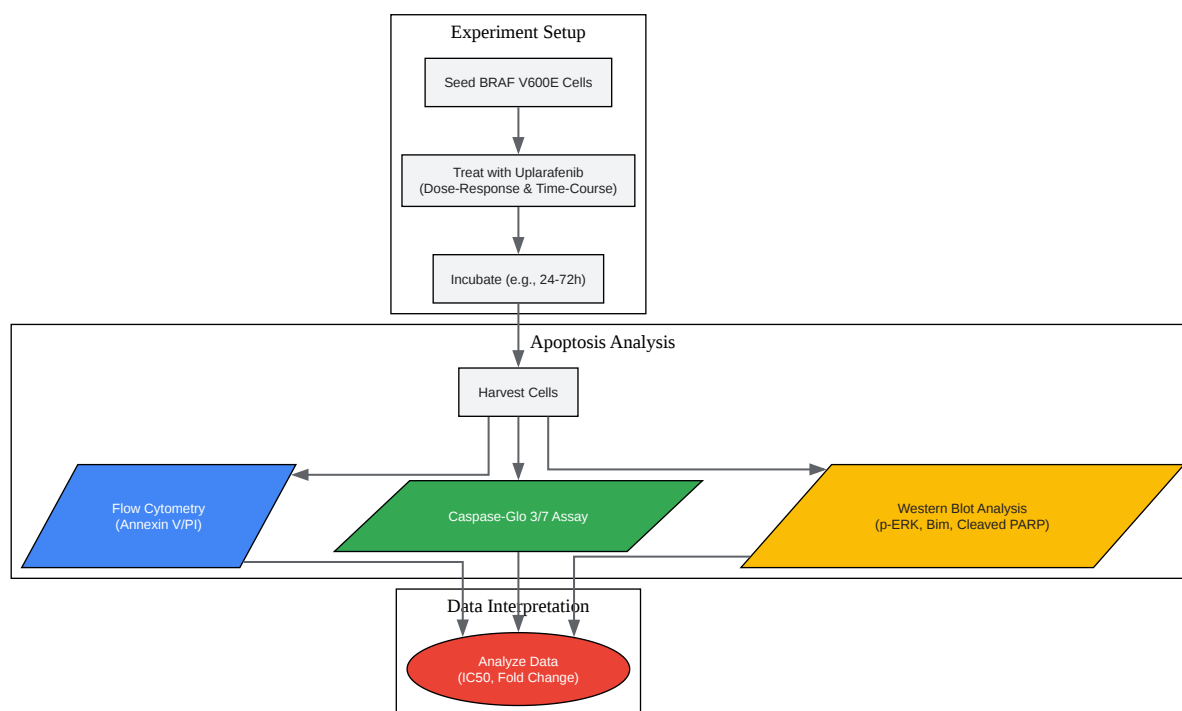 Experiment Setup
Seed BRAF V600E Cells
Treat with Uplarafenib
(Dose-Response & Time-Course)
Incubate (e.g., 24-72h)
Apoptosis Analysis
Harvest Cells
Flow Cytometry
(Annexin V/PI)
Caspase-Glo 3/7 Assay
Western Blot Analysis
(p-ERK, Bim, Cleaved PARP)
Data Interpretation
Analyze Data
(IC50, Fold Change)